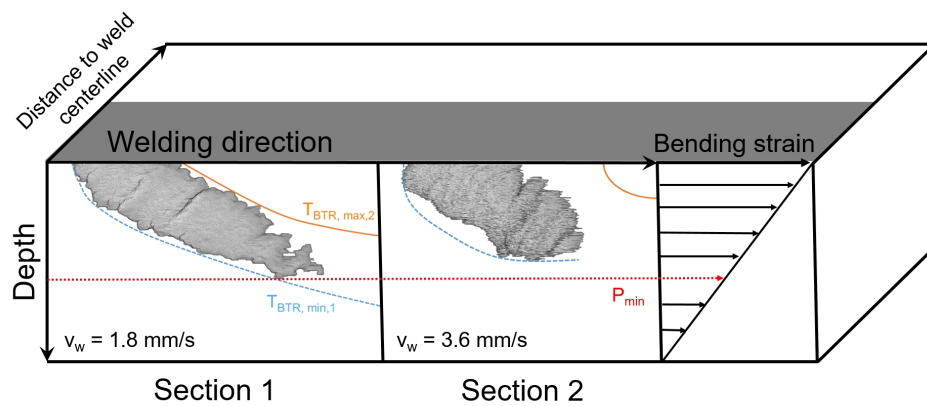 Distance to weld
centerline
Welding direction
Bending strain
Depth
T_BTR, max,2
T_BTR, min,1
P_min
v_w = 1.8 mm/s
v_w = 3.6 mm/s
Section 1
Section 2